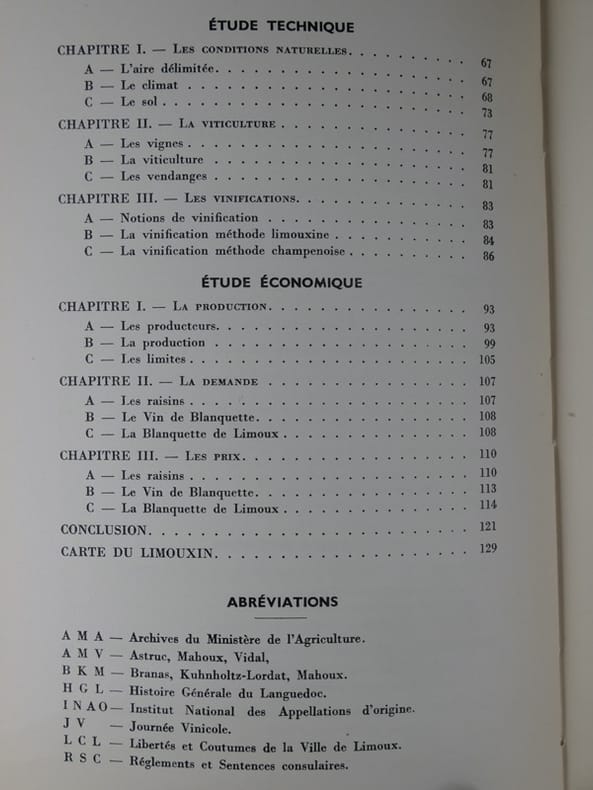 ÉTUDE TECHNIQUE
CHAPITRE I. — LES CONDITIONS NATURELLES. . . . . . . . . 67
A — L'aire délimitée. . . . . . . . . . . . . . . . 67
B — Le climat . . . . . . . . . . . . . . . . . . 68
C — Le sol . . . . . . . . . . . . . . . . . . . 73
CHAPITRE II. — LA VITICULTURE . . . . . . . . . . . . . 77
A — Les vignes . . . . . . . . . . . . . . . . . . 77
B — La viticulture . . . . . . . . . . . . . . . . 81
C — Les vendanges . . . . . . . . . . . . . . . . 81
CHAPITRE III. — LES VINIFICATIONS. . . . . . . . . . . . 83
A — Notions de vinification . . . . . . . . . . . . . 83
B — La vinification méthode limouxine . . . . . . . . . 84
C — La vinification méthode champenoise . . . . . . . . 86
ÉTUDE ÉCONOMIQUE
CHAPITRE I. — LA PRODUCTION. . . . . . . . . . . . . . 93
A — Les producteurs. . . . . . . . . . . . . . . . 93
B — La production . . . . . . . . . . . . . . . . 99
C — Les limites . . . . . . . . . . . . . . . . . . 105
CHAPITRE II. — LA DEMANDE . . . . . . . . . . . . . . 107
A — Les raisins . . . . . . . . . . . . . . . . . . 107
B — Le Vin de Blanquette. . . . . . . . . . . . . . 108
C — La Blanquette de Limoux . . . . . . . . . . . . 108
CHAPITRE III. — LES PRIX. . . . . . . . . . . . . . . 110
A — Les raisins . . . . . . . . . . . . . . . . . . 110
B — Le Vin de Blanquette. . . . . . . . . . . . . . 113
C — La Blanquette de Limoux . . . . . . . . . . . . 114
CONCLUSION. . . . . . . . . . . . . . . . . . . . . 121
CARTE DU LIMOUXIN. . . . . . . . . . . . . . . . . . 129
ABRÉVIATIONS
A M A — Archives du Ministère de l'Agriculture.
A M V — Astruc, Mahoux, Vidal,
B K M — Branas, Kuhnholtz-Lordat, Mahoux.
H G L — Histoire Générale du Languedoc.
I N A O — Institut National des Appellations d'origine.
J V — Journée Vinicole.
L C L — Libertés et Coutumes de la Ville de Limoux.
R S C — Réglements et Sentences consulaires.